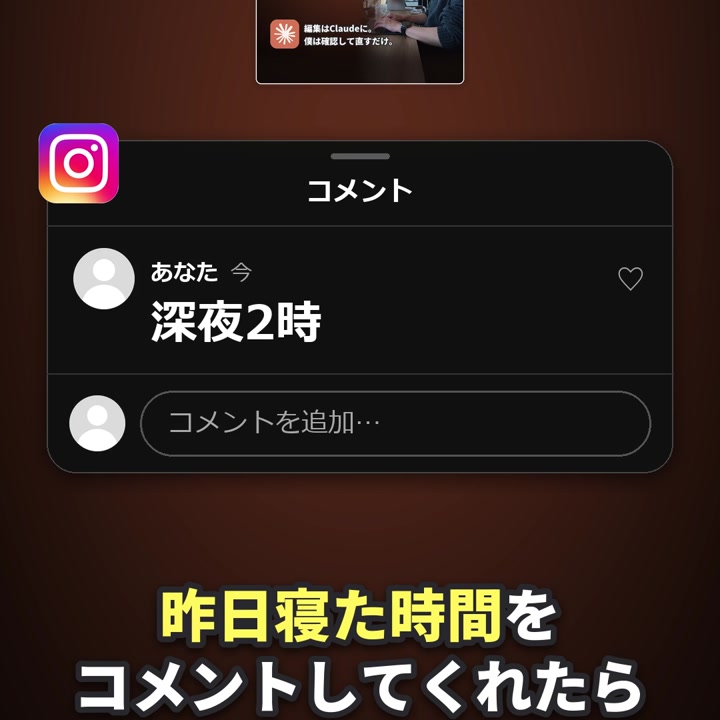 編集はClaudeに。
僕は確認して直すだけ。
コメント
あなた 今
深夜2時
コメントを追加…
昨日寝た時間を
コメントしてくれたら